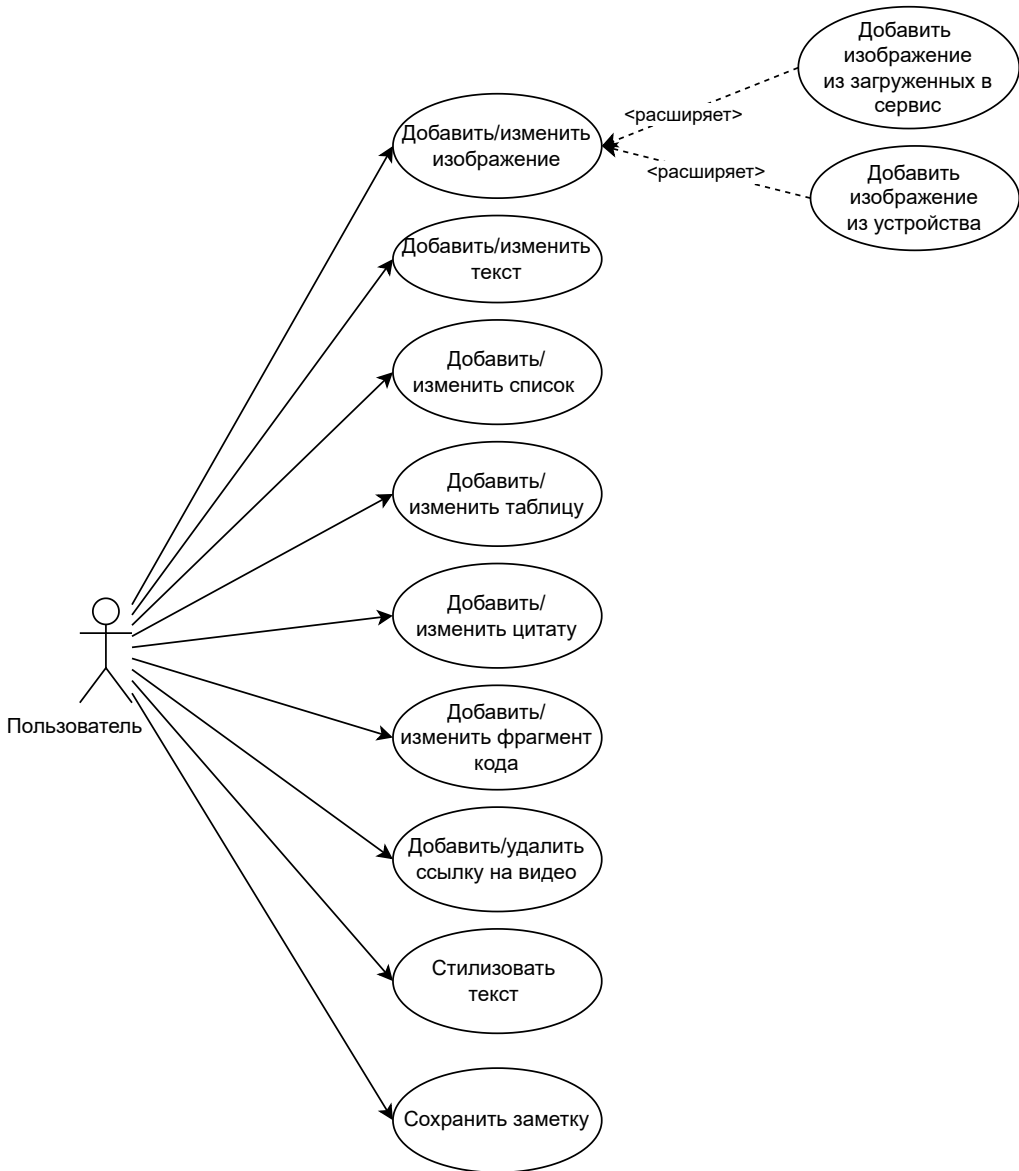 Добавить
изображение
из загруженных в
сервис
<расширяет>
Добавить/изменить
изображение
<расширяет>
Добавить
изображение
из устройства
Добавить/изменить
текст
Добавить/
изменить список
Добавить/
изменить таблицу
Добавить/
изменить цитату
Пользователь
Добавить/
изменить фрагмент
кода
Добавить/удалить
ссылку на видео
Стилизовать
текст
Сохранить заметку